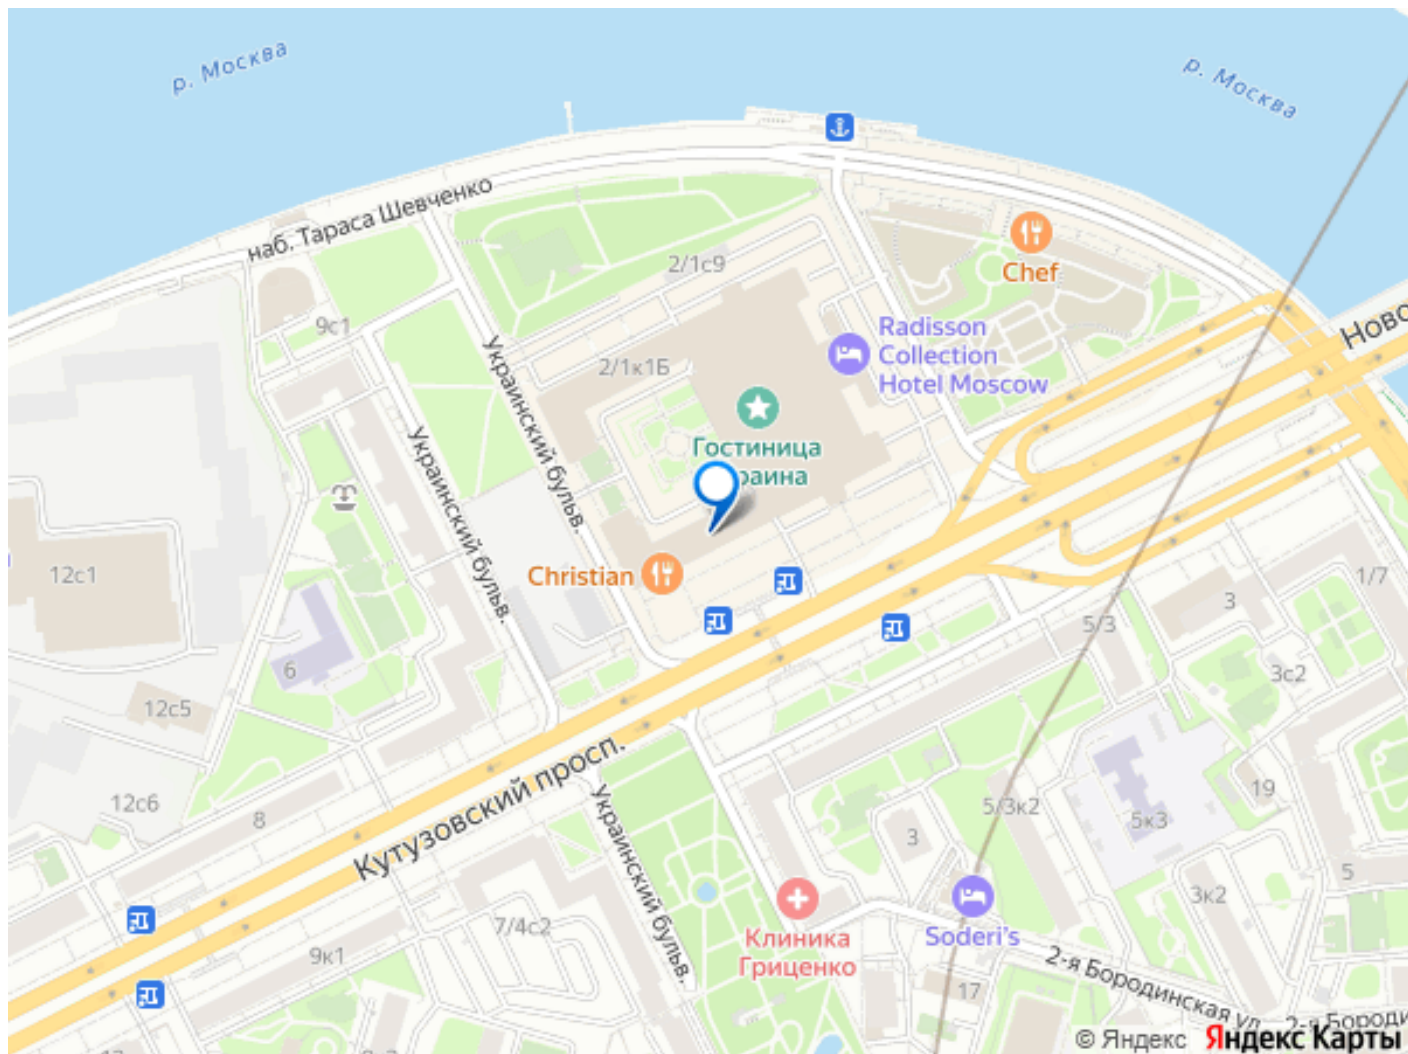 р. Москва
р. Москва
наб. Тараса Шевченко
Chef
2/1с9
9с1
Radisson
Collection
Hotel Moscow
Ново
2/1к1Б
Украинский бульв.
Гостиница
Украинский бульв.
12с1
Christian
1/7
3
5/3
6
3с2
12с5
Кутузовский просп.
19
12с6
8
5/3к2
5к3
3
Украинский бульв.
5
3к2
7/4с2
Клиника
Гриценко
Soderi's
9к1
2-я Бородинская ул.
17
© Яндекс
Яндекс Карты